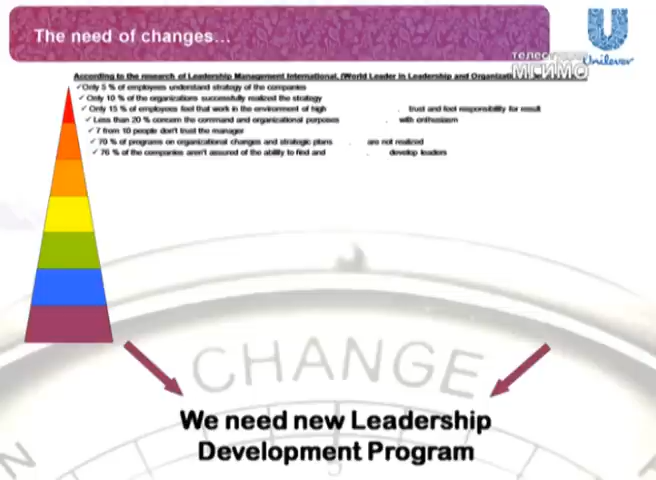 The need of changes...
Unilever
МГИМО
According to the research of Leadership Management International, (World Leader in Leadership and
Only 5 % of employees understand strategy of the companies
Only 10 % of the organizations successfully realized the strategy
Only 15 % of employees feel that work in the environment of high . trust and feel responsibility for result
Less than 20 % concern the command and organizational purposes . with enthusiasm
7 from 10 people don't trust the manager
70 % of programs on organizational changes and strategic plans . are not realized
76 % of the companies aren't assured of the ability to find and . develop leaders
CHANGE
We need new Leadership
Development Program